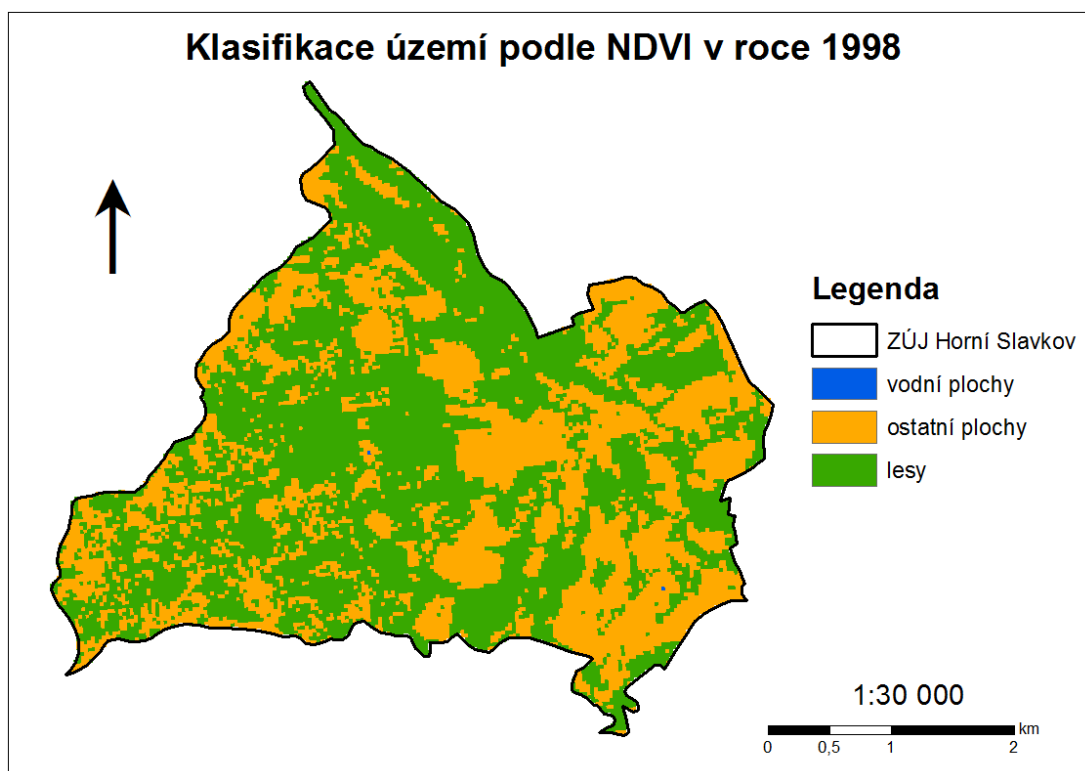 Klasifikace území podle NDVI v roce 1998
Legenda
ZÚJ Horní Slavkov
vodní plochy
ostatní plochy
lesy
1:30 000
km
0 0,5 1 2